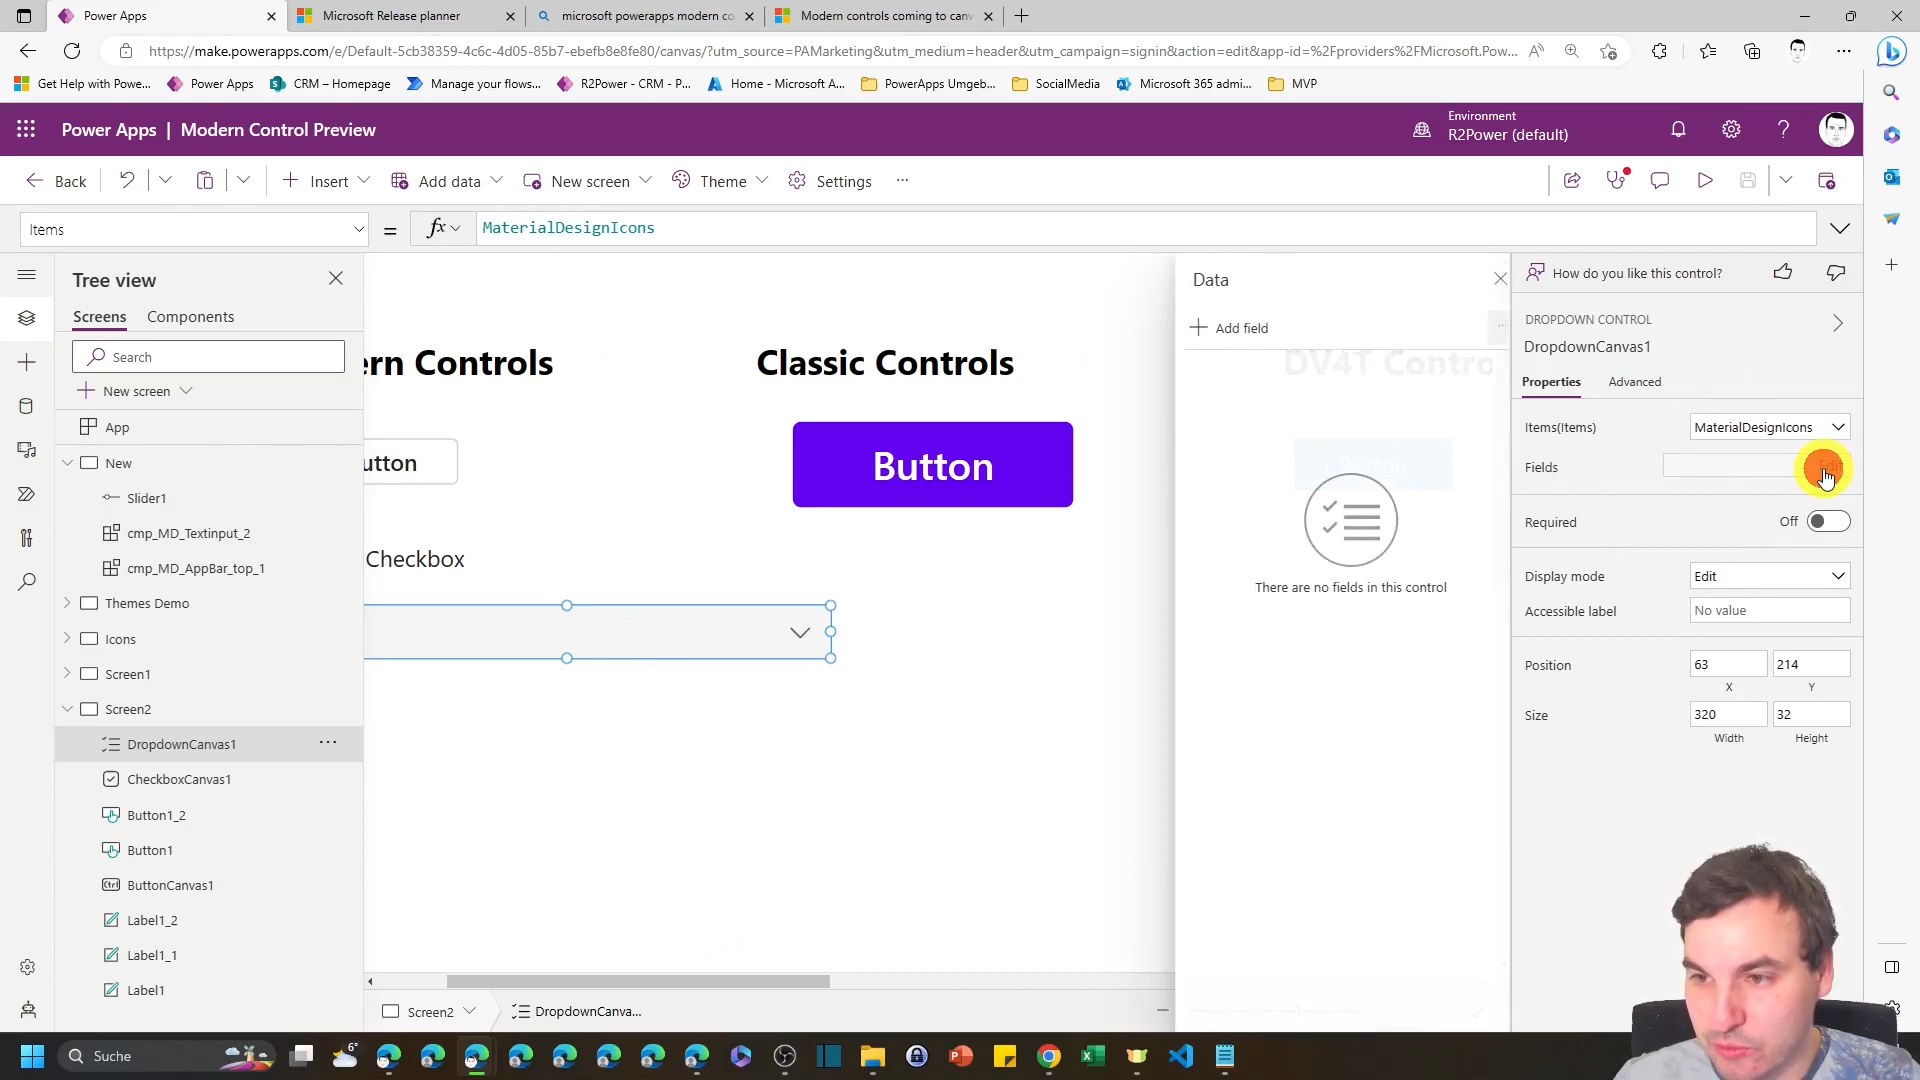 Power Apps
Microsoft Release planner
microsoft powerapps modern co
Modern controls coming to canv
https://make.powerapps.com/e/Default-5cb38359-4c6c-4d05-85b7-ebefb8e8fe80/canvas/?utm_source=PAMarketing&utm_medium=header&utm_campaign=signin&action=edit&app-id=%2Fproviders%2FMicrosoft.Pow...
Get Help with Powe...
Power Apps
CRM – Homepage
Manage your flows...
R2Power - CRM - P...
Home - Microsoft A...
PowerApps Umgeb...
SocialMedia
Microsoft 365 admi...
MVP
Power Apps | Modern Control Preview
Environment
R2Power (default)
Back
Insert
Add data
New screen
Theme
Settings
Items
=
fx
MaterialDesignIcons
Tree view
Screens
Components
Search
New screen
App
New
Slider1
cmp_MD_Textinput_2
cmp_MD_AppBar_top_1
Themes Demo
Icons
Screen1
Screen2
DropdownCanvas1
CheckboxCanvas1
Button1_2
Button1
ButtonCanvas1
Label1_2
Label1_1
Label1
ern Controls
utton
Checkbox
Classic Controls
Button
Data
Add field
DV4T Contro
There are no fields in this control
Screen2
DropdownCanva...
How do you like this control?
DROPDOWN CONTROL
DropdownCanvas1
Properties
Advanced
Items(Items)
MaterialDesignIcons
Fields
Edit
Required
Off
Display mode
Edit
Accessible label
No value
Position
63
214
X
Y
Size
320
32
Width
Height
Suche
6°